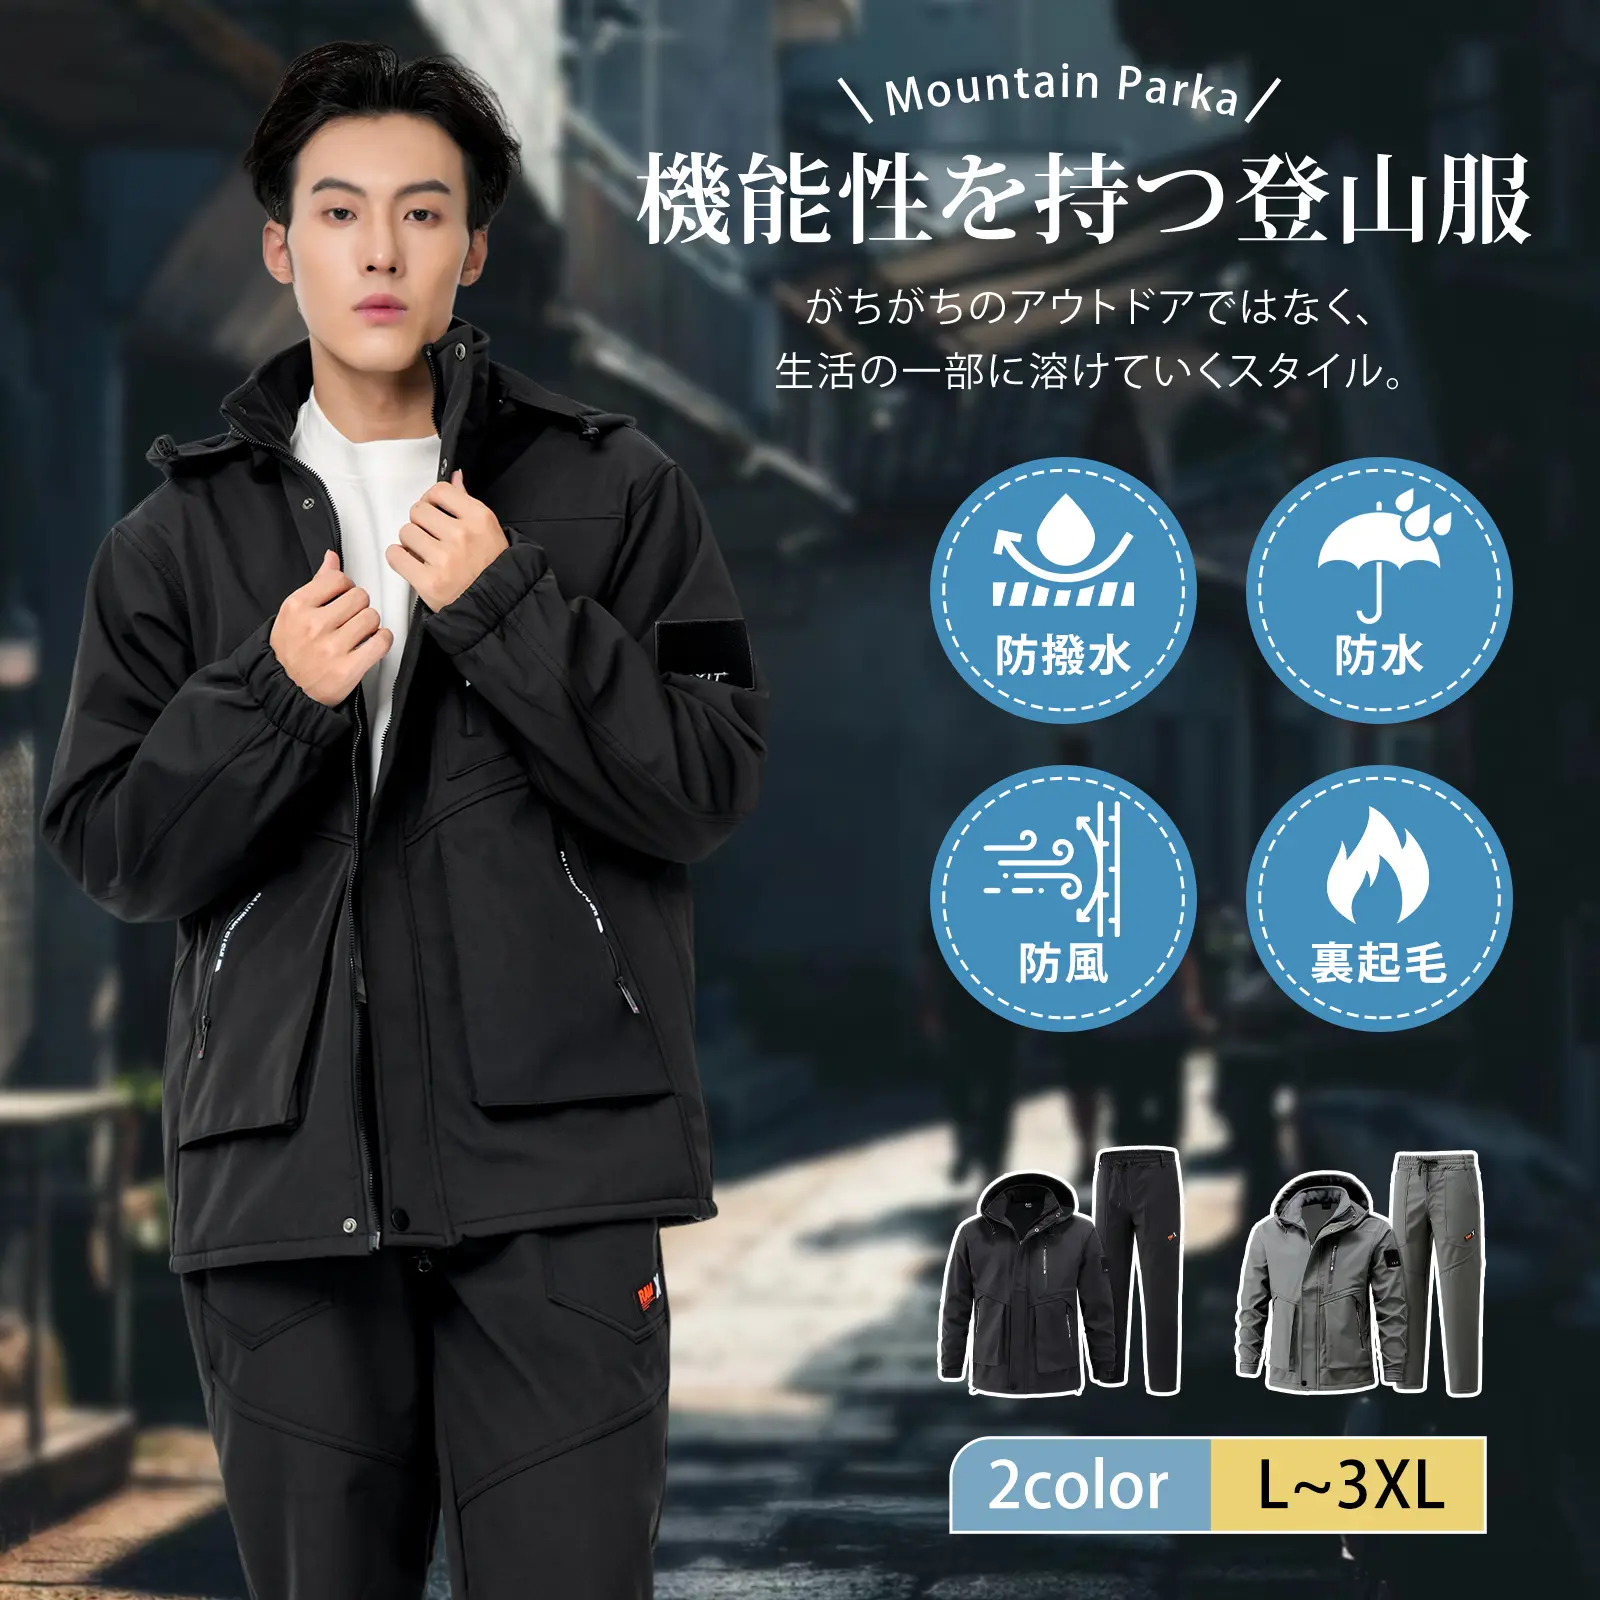 Mountain Parka
機能性を持つ登山服
がちがちのアウトドアではなく、
生活の一部に溶けていくスタイル。
防撥水
防水
防風
裏起毛
RAW X
2color
L~3XL